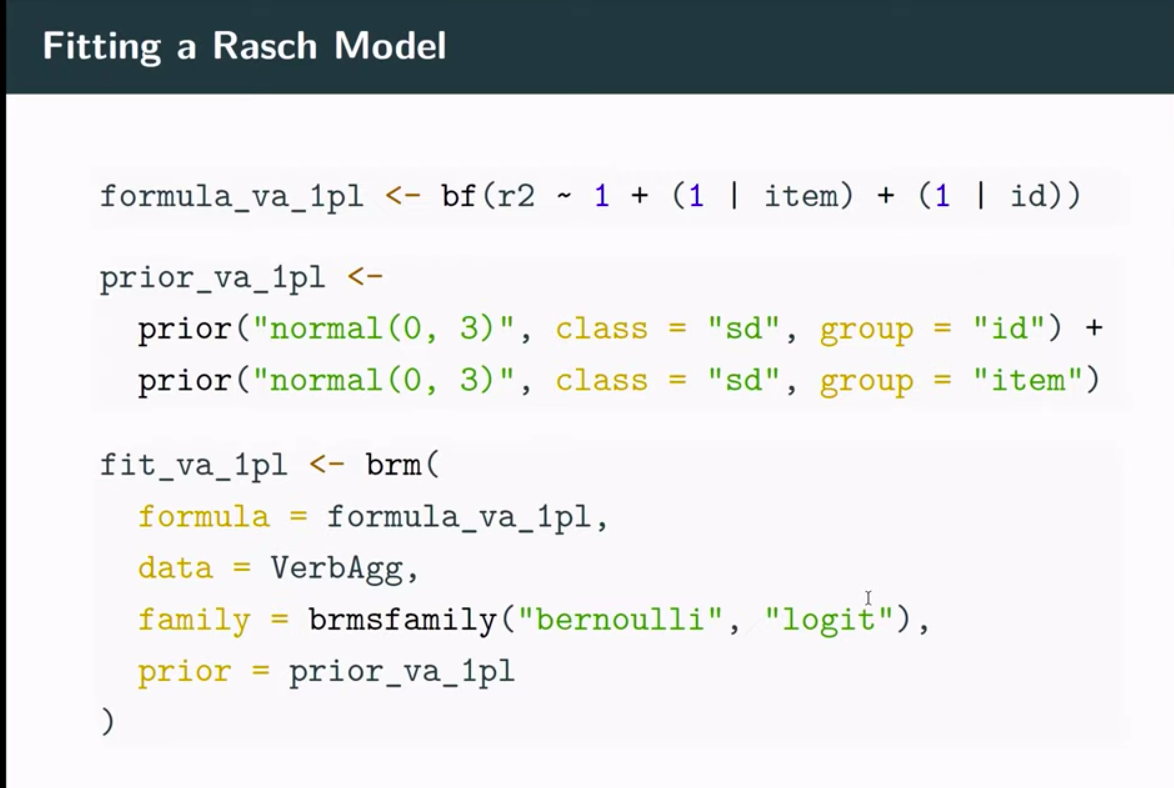 Fitting a Rasch Model
formula_va_1pl <- bf(r2 ~ 1 + (1 | item) + (1 | id))
prior_va_1pl <-
prior("normal(0, 3)", class = "sd", group = "id") +
prior("normal(0, 3)", class = "sd", group = "item")
fit_va_1pl <- brm(
formula = formula_va_1pl,
data = VerbAgg,
family = brmsfamily("bernoulli", "logit"),
prior = prior_va_1pl
)